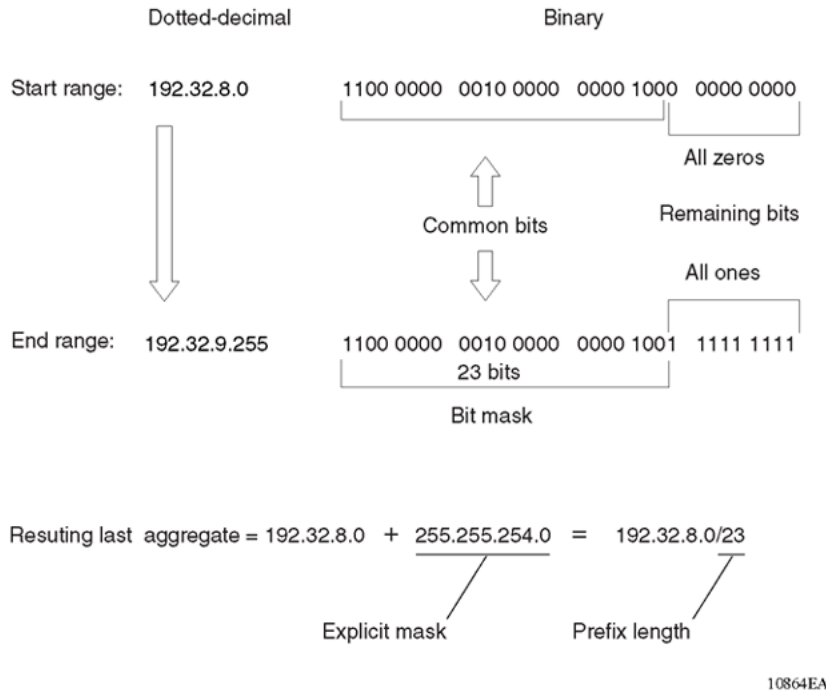 Dotted-decimal Binary
Start range: 192.32.8.0 1100 0000 0010 0000 0000 1000 0000 0000
All zeros
Common bits
Remaining bits
All ones
End range: 192.32.9.255 1100 0000 0010 0000 0000 1001 1111 1111
23 bits
Bit mask
Resuting last aggregate = 192.32.8.0 + 255.255.254.0 = 192.32.8.0/23
Explicit mask Prefix length
10864EA